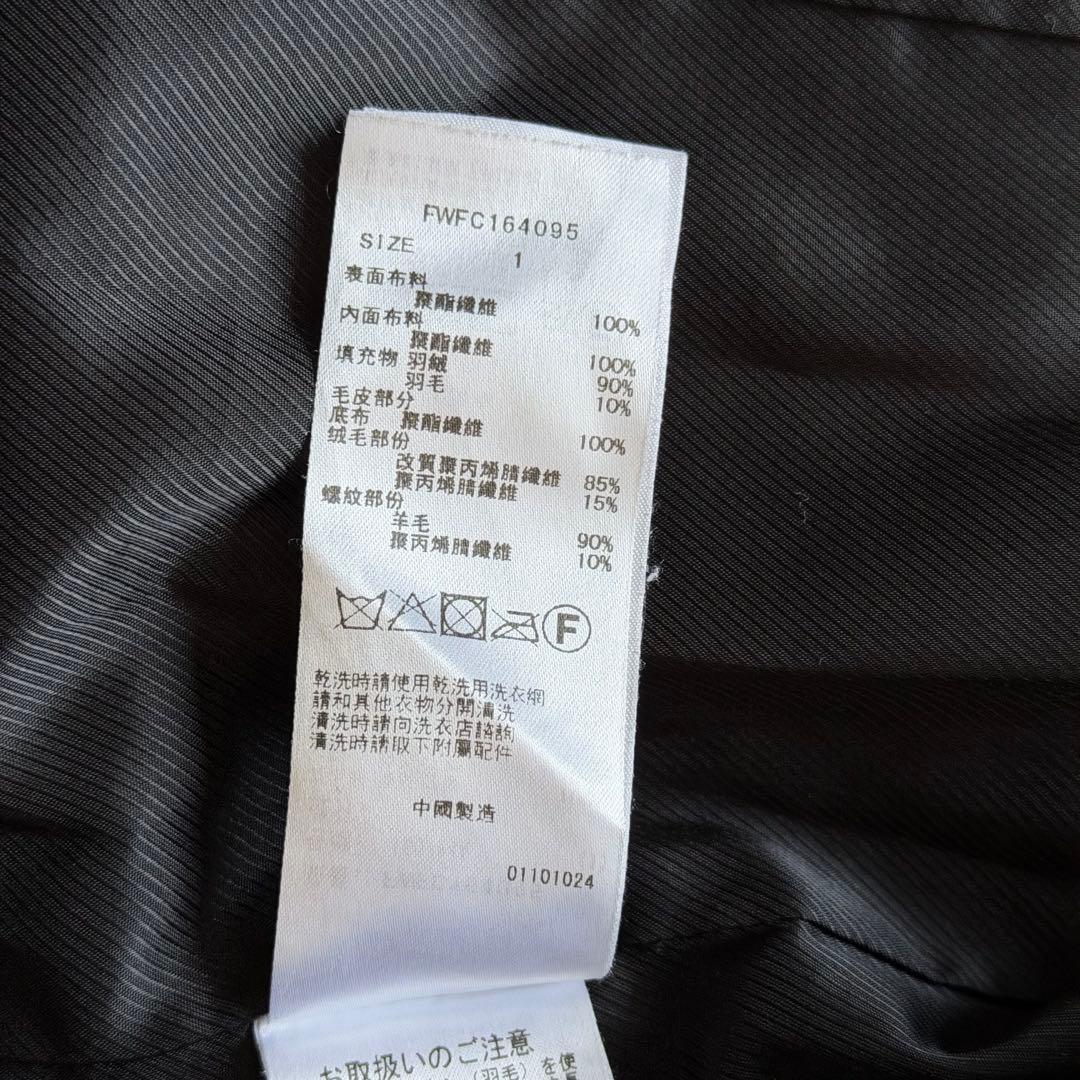 FWFC164095
SIZE 1
表面布料
聚酯纖維 100%
內面布料
聚酯纖維 100%
填充物 羽絨 90%
羽毛 10%
毛皮部分
底布 聚酯纖維 100%
绒毛部份
改質聚丙烯腈纖維 85%
聚丙烯腈纖維 15%
螺紋部份
羊毛 90%
聚丙烯腈纖維 10%
F
乾洗時請使用乾洗用洗衣網
請和其他衣物分開清洗
清洗時請向洗衣店諮詢
清洗時請取下附屬配件
中國製造
01101024
お取扱いのご注意
(羽毛)を使